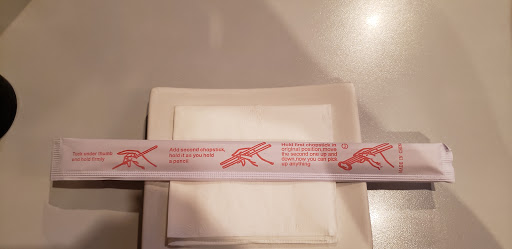 Tuck under thumb
and hold firmly
Add second chopstick,
hold it as you hold
a pencil
Hold first chopstick in
original position,move
the second one up and
down,now you can pick
up anything.
MADE IN CHINA